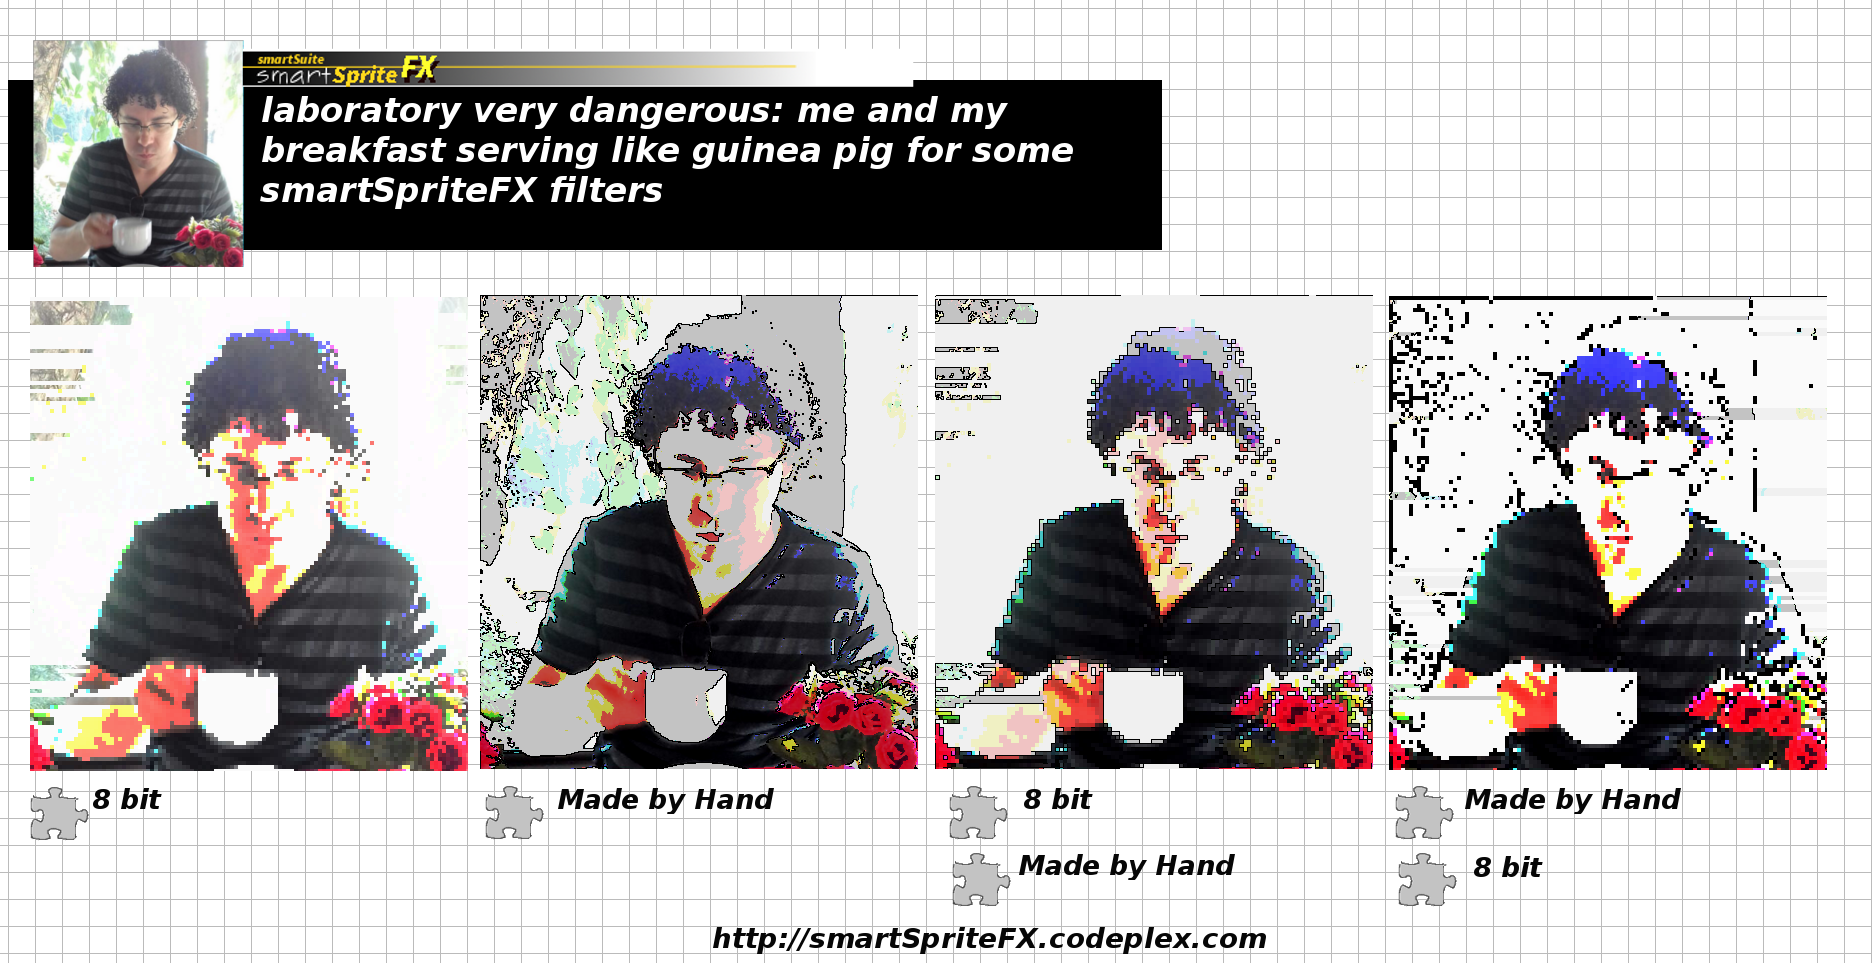 smartSuite
smartSpriteFX
laboratory very dangerous: me and my
breakfast serving like guinea pig for some
smartSpriteFX filters
8 bit
Made by Hand
8 bit
Made by Hand
Made by Hand
8 bit
http://smartSpriteFX.codeplex.com